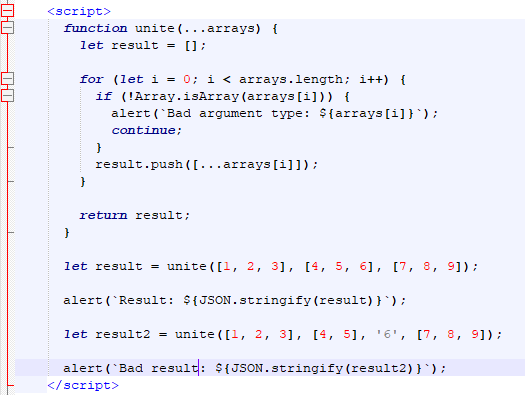 <script>
function unite(...arrays) {
let result = [];
for (let i = 0; i < arrays.length; i++) {
if (!Array.isArray(arrays[i])) {
alert(`Bad argument type: ${arrays[i]}`);
continue;
}
result.push([...arrays[i]]);
}
return result;
}
let result = unite([1, 2, 3], [4, 5, 6], [7, 8, 9]);
alert(`Result: ${JSON.stringify(result)}`);
let result2 = unite([1, 2, 3], [4, 5], '6', [7, 8, 9]);
alert(`Bad result: ${JSON.stringify(result2)}`);
</script>